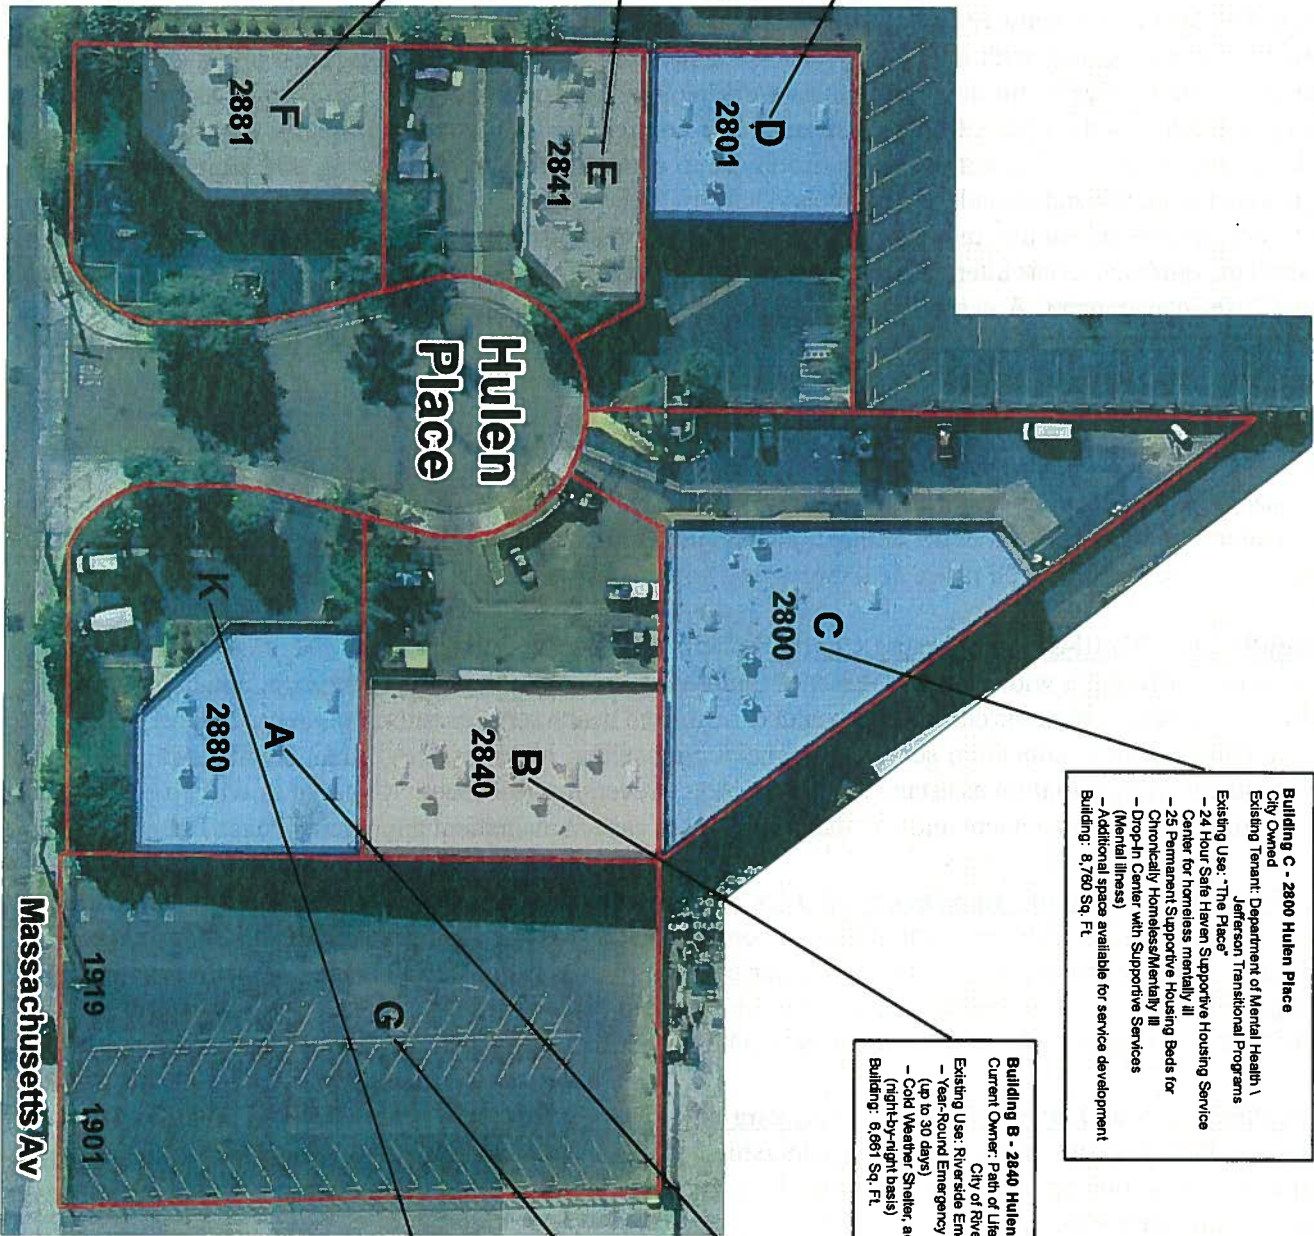 F
2881
E
2841
D
2801
Hulen
Place
C
2800
K
A
2880
B
2840
G
1919
1901
Massachusetts Av
Building C - 2800 Hulen Place
City Owned
Existing Tenant: Department of Mental Health \
Jefferson Transitional Programs
Existing Use: "The Place"
– 24 Hour Safe Haven Supportive Housing Service
Center for homeless mentally ill
– 25 Permanent Supportive Housing Beds for
Chronically Homeless/Mentally Ill
– Drop-In Center with Supportive Services
(Mental illness)
– Additional space available for service development
Building: 8,760 Sq. Ft.
Building B - 2840 Hulen
Current Owner: Path of Life
City of Rive
Existing Use: Riverside Em
– Year-Round Emergency
(up to 30 days)
– Cold Weather Shelter, ad
(night-by-night basis)
Building: 6,661 Sq. Ft.